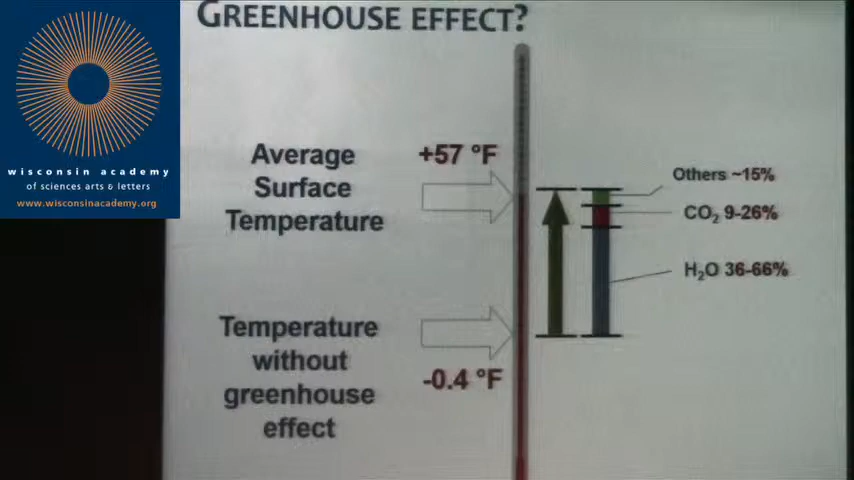 GREENHOUSE EFFECT?
wisconsin academy
of sciences arts & letters
www.wisconsinacademy.org
Average
Surface
Temperature
+57 °F
Others ~15%
CO₂ 9-26%
H₂O 36-66%
Temperature
without
greenhouse
effect
-0.4 °F